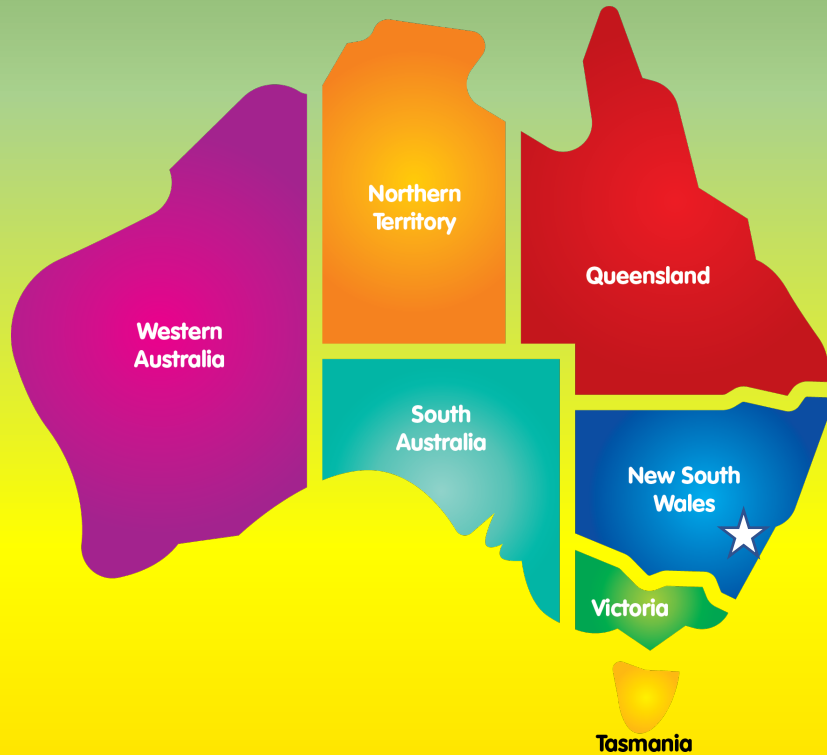 Northern
Territory
Queensland
Western
Australia
South
Australia
New South
Wales
Victoria
Tasmania